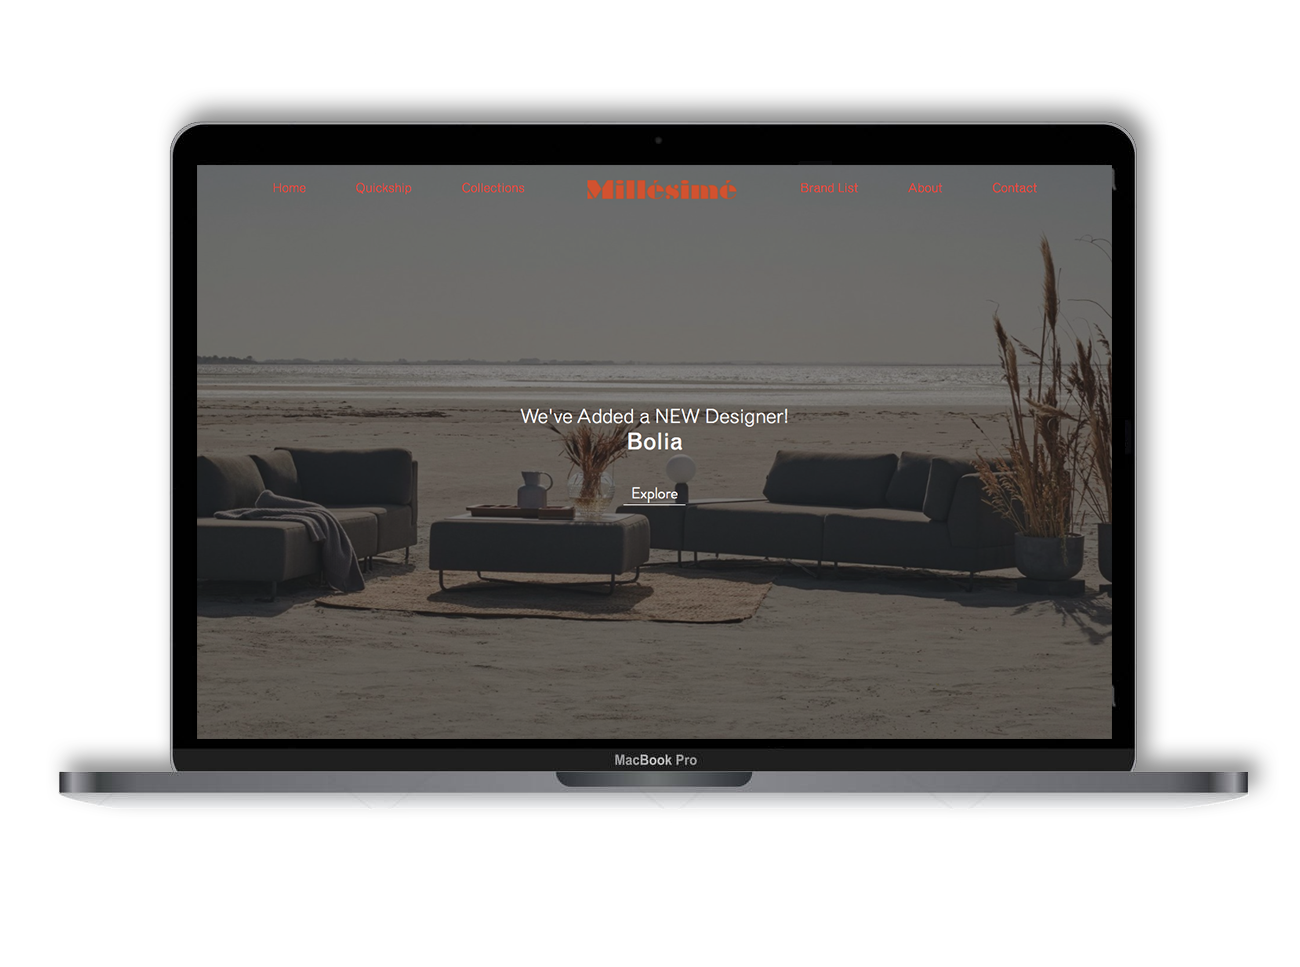 Home Quickship Collections Millésimé Brand List About Contact
We've Added a NEW Designer!
Bolia
Explore
MacBook Pro